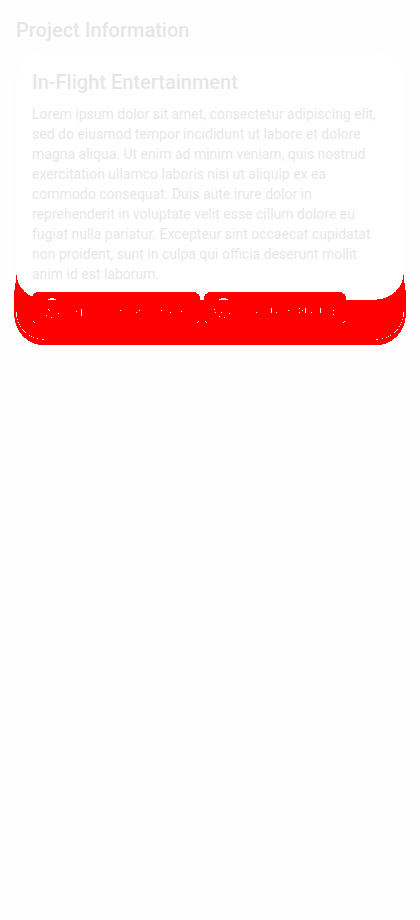 Project Information
In-Flight Entertainment
Lorem ipsum dolor sit amet, consectetur adipiscing elit,
sed do eiusmod tempor incididunt ut labore et dolore
magna aliqua. Ut enim ad minim veniam, quis nostrud
exercitation ullamco laboris nisi ut aliquip ex ea
commodo consequat. Duis aute irure dolor in
reprehenderit in voluptate velit esse cillum dolore eu
fugiat nulla pariatur. Excepteur sint occaecat cupidatat
non proident, sunt in culpa qui officia deserunt mollit
anim id est laborum.